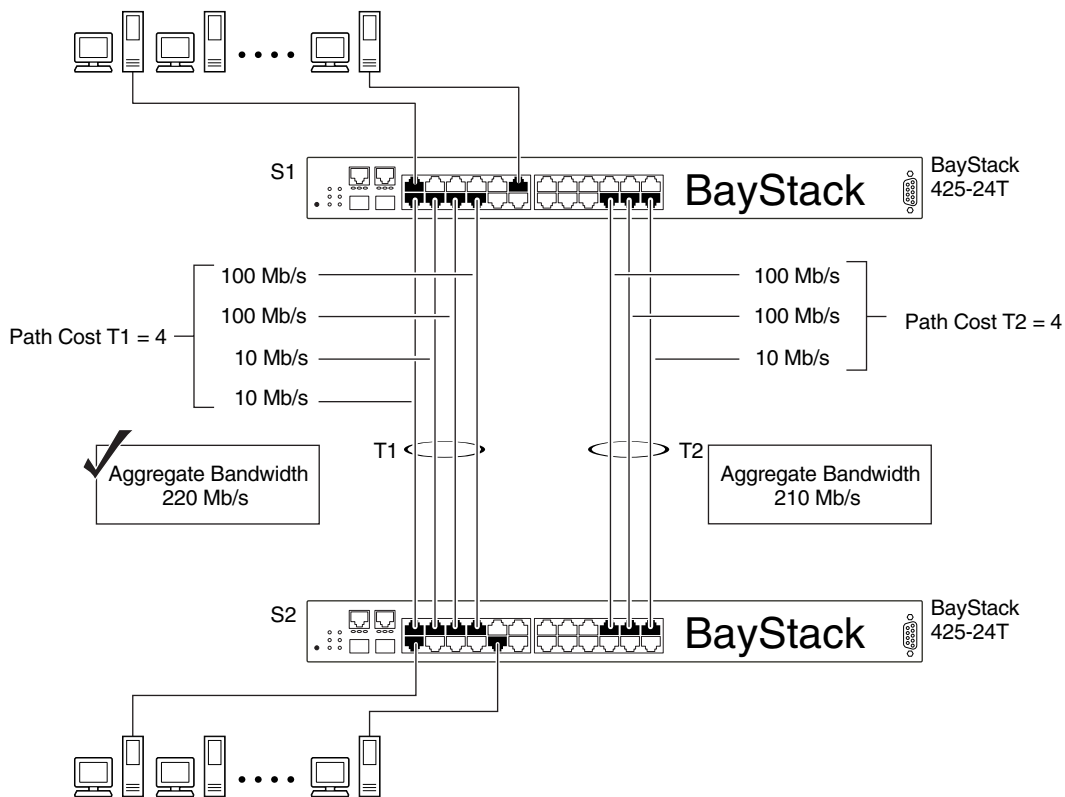 S1
BayStack
BayStack
425-24T
100 Mb/s
100 Mb/s
10 Mb/s
10 Mb/s
Path Cost T1 = 4
100 Mb/s
100 Mb/s
10 Mb/s
Path Cost T2 = 4
T1
T2
Aggregate Bandwidth
220 Mb/s
Aggregate Bandwidth
210 Mb/s
S2
BayStack
BayStack
425-24T